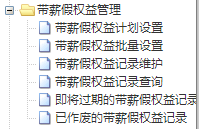 带薪假权益管理
带薪假权益计划设置
带薪假权益批量设置
带薪假权益记录维护
带薪假权益记录查询
即将过期的带薪假权益记录
已作废的带薪假权益记录